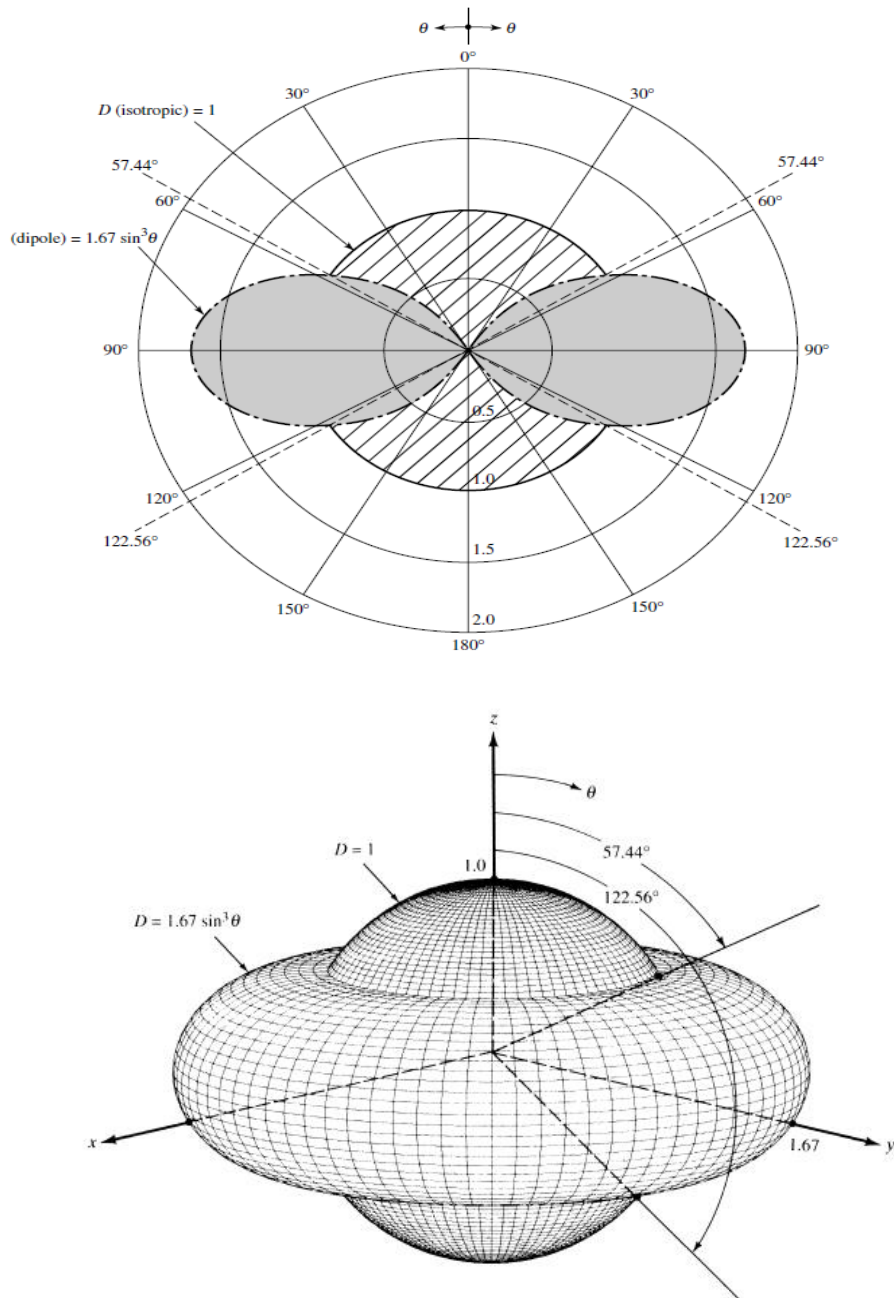 θ θ
0°
30° 30°
D (isotropic) = 1
57.44° 57.44°
60° 60°
(dipole) = 1.67 sin³θ
90° 90°
0.5
1.0
120° 120°
122.56° 122.56°
1.5
150° 150°
2.0
180°
z
θ
D = 1
57.44°
1.0
122.56°
D = 1.67 sin³θ
x 1.67 y